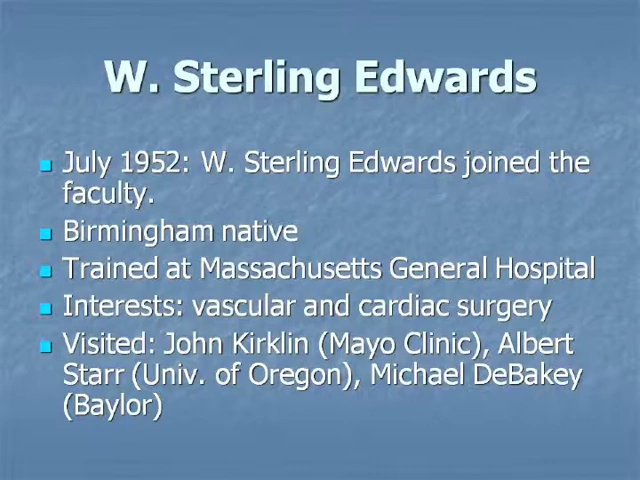 W. Sterling Edwards
July 1952: W. Sterling Edwards joined the
faculty.
Birmingham native
Trained at Massachusetts General Hospital
Interests: vascular and cardiac surgery
Visited: John Kirklin (Mayo Clinic), Albert
Starr (Univ. of Oregon), Michael DeBakey
(Baylor)